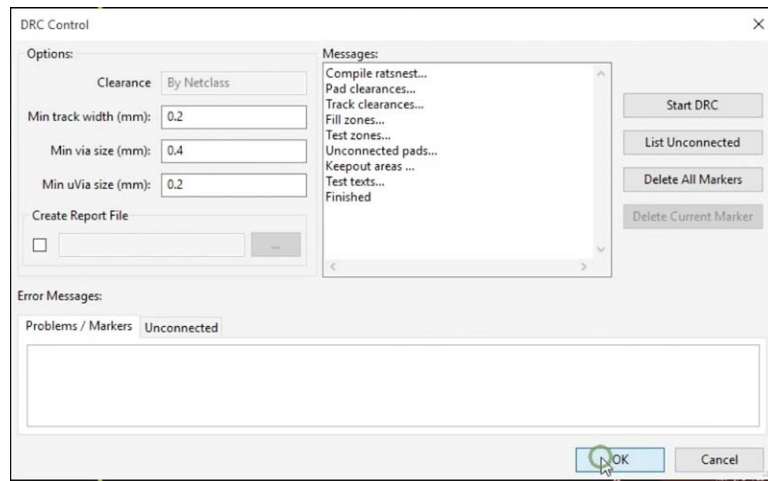 DRC Control
Options:
Clearance By Netclass
Min track width (mm): 0.2
Min via size (mm): 0.4
Min uVia size (mm): 0.2
Create Report File
...
Messages:
Compile ratsnest...
Pad clearances...
Track clearances...
Fill zones...
Test zones...
Unconnected pads...
Keepout areas ...
Test texts...
Finished
Start DRC
List Unconnected
Delete All Markers
Delete Current Marker
Error Messages:
Problems / Markers Unconnected
OK Cancel